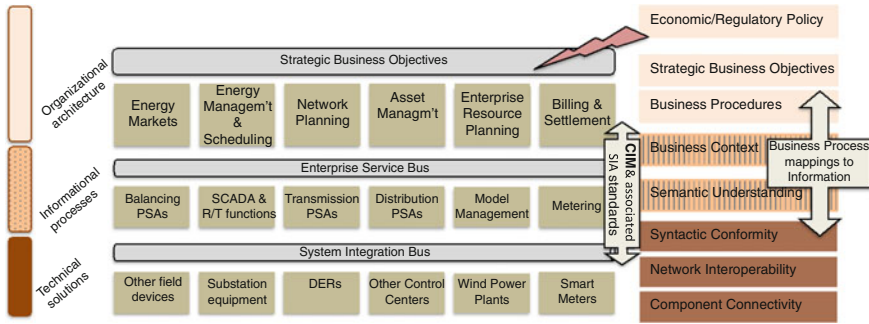 Organizational
architecture
Informational
processes
Technical
solutions
Strategic Business Objectives
Energy
Markets
Energy
Managem't
&
Scheduling
Network
Planning
Asset
Managm't
Enterprise
Resource
Planning
Billing &
Settlement
Enterprise Service Bus
Balancing
PSAs
SCADA &
R/T functions
Transmission
PSAs
Distribution
PSAs
Model
Management
Metering
System Integration Bus
Other field
devices
Substation
equipment
DERs
Other Control
Centers
Wind Power
Plants
Smart
Meters
CIM & associated
SIA standards
Economic/Regulatory Policy
Strategic Business Objectives
Business Procedures
Business Context
Semantic Understanding
Syntactic Conformity
Network Interoperability
Component Connectivity
Business Process
mappings to
Information